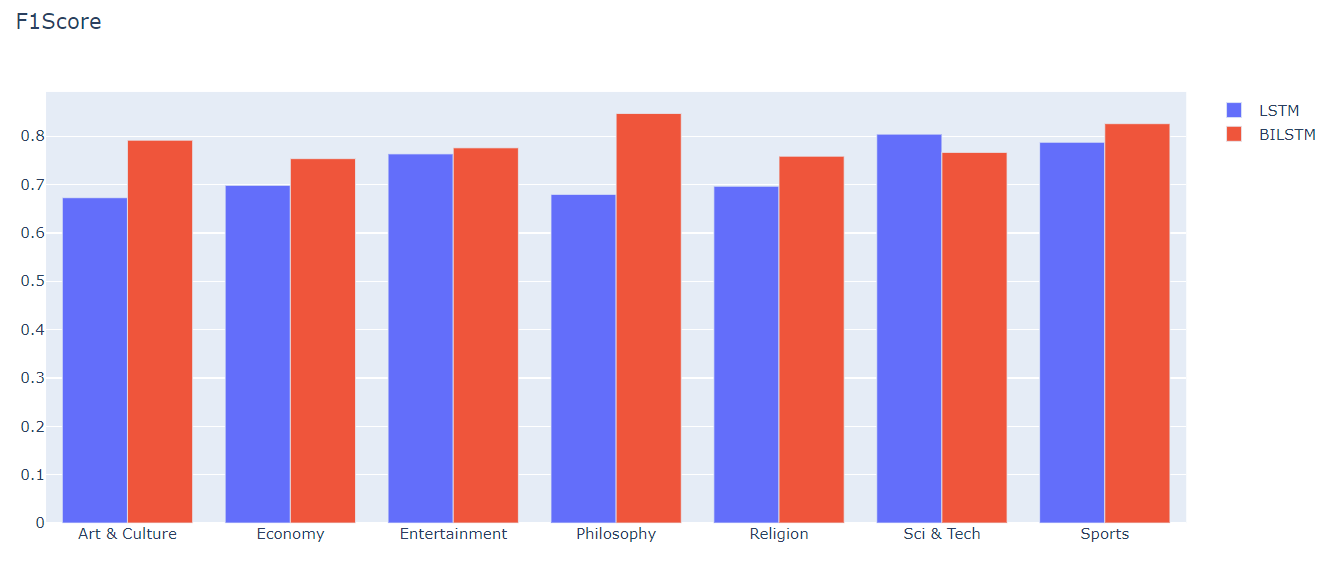 F1Score
LSTM
BILSTM
0.8
0.7
0.6
0.5
0.4
0.3
0.2
0.1
0
Art & Culture
Economy
Entertainment
Philosophy
Religion
Sci & Tech
Sports